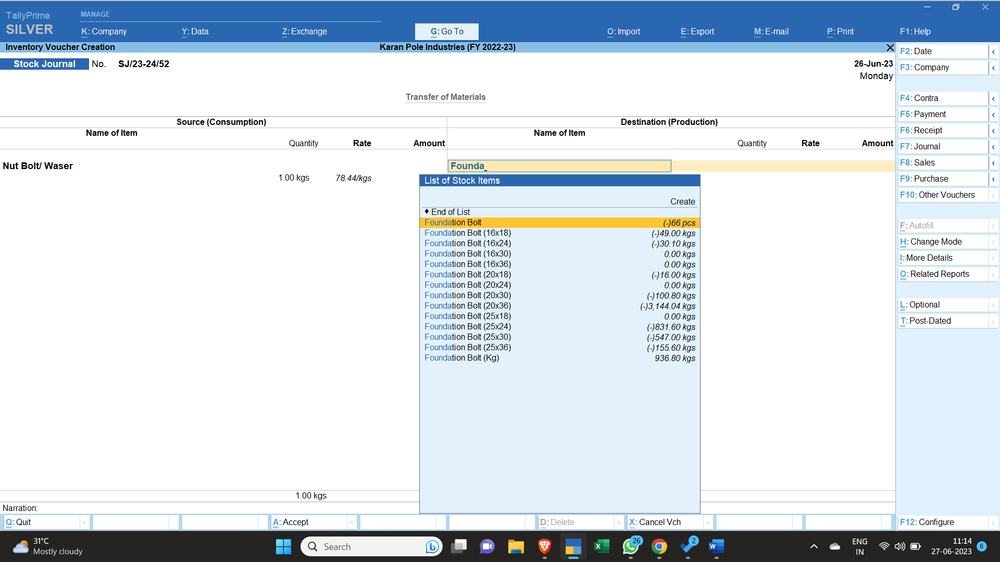 TallyPrime
SILVER
MANAGE
K: Company
Y: Data
Z: Exchange
G: Go To
O: Import
E: Export
M: E-mail
P: Print
F1: Help
Inventory Voucher Creation
Karan Pole Industries (FY 2022-23)
Stock Journal No. SJ/23-24/52
26-Jun-23
Monday
Transfer of Materials
Source (Consumption)
Destination (Production)
Name of Item
Name of Item
Quantity Rate Amount
Quantity Rate Amount
Nut Bolt/ Waser
1.00 kgs 78.44/kgs
Founda
List of Stock Items
Create
♦ End of List
Foundation Bolt (-)66 pcs
Foundation Bolt (16x18) (-)49.00 kgs
Foundation Bolt (16x24) (-)30.10 kgs
Foundation Bolt (16x30) 0.00 kgs
Foundation Bolt (16x36) 0.00 kgs
Foundation Bolt (20x18) (-)16.00 kgs
Foundation Bolt (20x24) 0.00 kgs
Foundation Bolt (20x30) (-)100.80 kgs
Foundation Bolt (20x36) (-)3,144.04 kgs
Foundation Bolt (25x18) 0.00 kgs
Foundation Bolt (25x24) (-)831.60 kgs
Foundation Bolt (25x30) (-)547.00 kgs
Foundation Bolt (25x36) (-)155.60 kgs
Foundation Bolt (Kg) 936.80 kgs
1.00 kgs
Narration:
Q: Quit
A: Accept
D: Delete
X: Cancel Vch
F2: Date
F3: Company
F4: Contra
F5: Payment
F6: Receipt
F7: Journal
F8: Sales
F9: Purchase
F10: Other Vouchers
F: Autofill
H: Change Mode
I: More Details
O: Related Reports
L: Optional
T: Post-Dated
F12: Configure
31°C
Mostly cloudy
Search
26
2
ENG
IN
11:14
27-06-2023
6